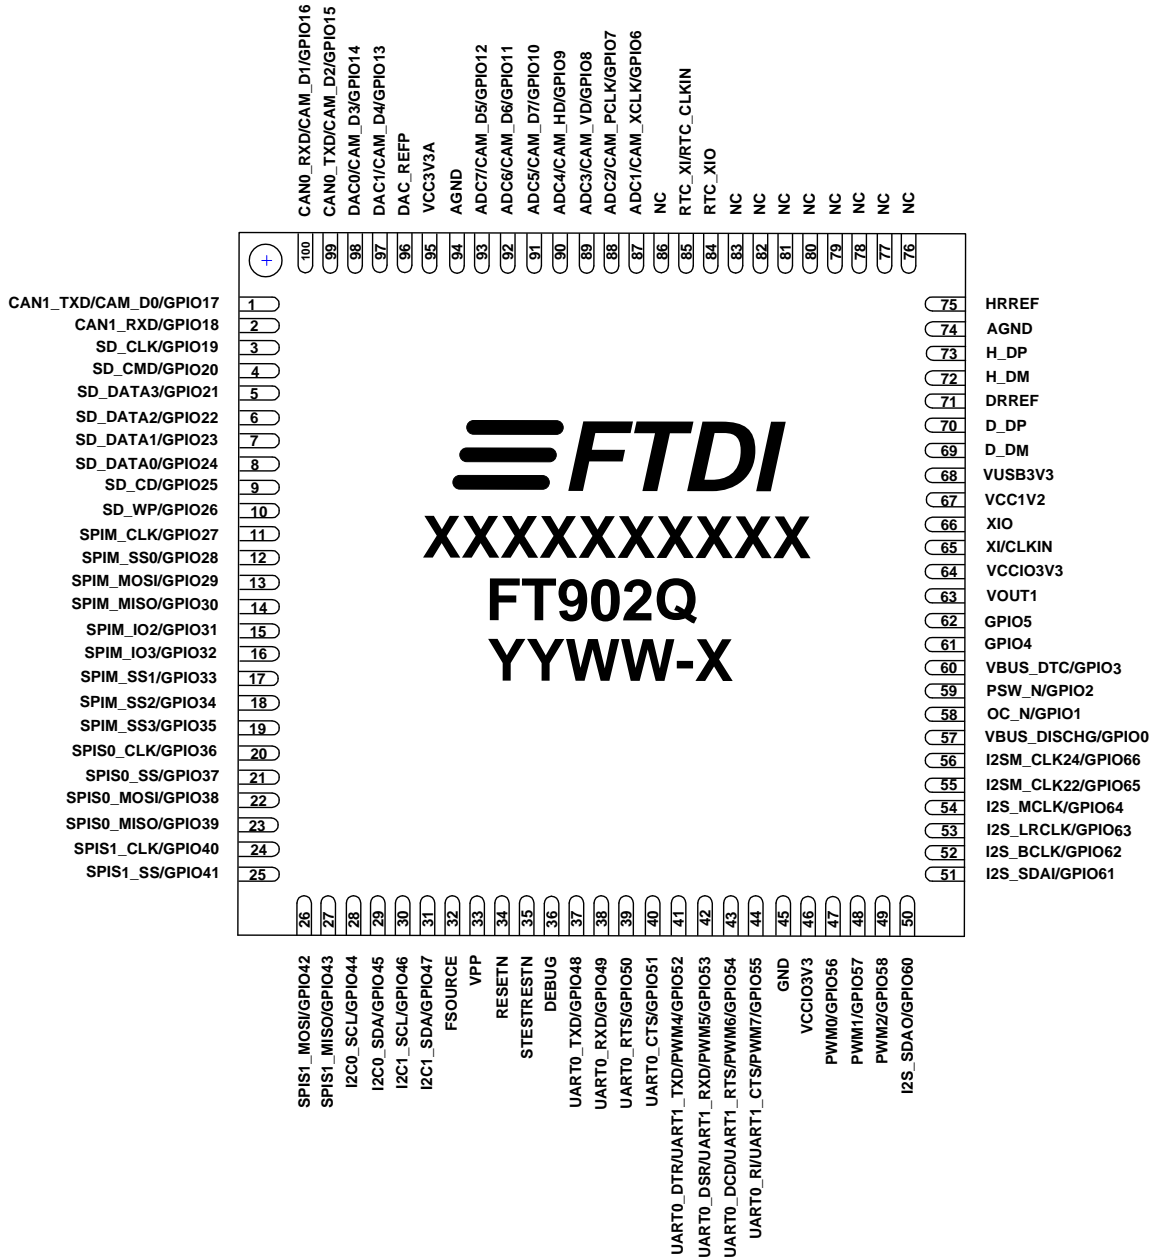 CAN0_RXD/CAM_D1/GPIO16
CAN0_TXD/CAM_D2/GPIO15
DAC0/CAM_D3/GPIO14
DAC1/CAM_D4/GPIO13
DAC_REFP
VCC3V3A
AGND
ADC7/CAM_D5/GPIO12
ADC6/CAM_D6/GPIO11
ADC5/CAM_D7/GPIO10
ADC4/CAM_HD/GPIO9
ADC3/CAM_VD/GPIO8
ADC2/CAM_PCLK/GPIO7
ADC1/CAM_XCLK/GPIO6
NC
RTC_XI/RTC_CLKIN
RTC_XIO
NC
NC
NC
NC
NC
NC
NC
NC
100
99
98
97
96
95
94
93
92
91
90
89
88
87
86
85
84
83
82
81
80
79
78
77
76
CAN1_TXD/CAM_D0/GPIO17 1
CAN1_RXD/GPIO18 2
SD_CLK/GPIO19 3
SD_CMD/GPIO20 4
SD_DATA3/GPIO21 5
SD_DATA2/GPIO22 6
SD_DATA1/GPIO23 7
SD_DATA0/GPIO24 8
SD_CD/GPIO25 9
SD_WP/GPIO26 10
SPIM_CLK/GPIO27 11
SPIM_SS0/GPIO28 12
SPIM_MOSI/GPIO29 13
SPIM_MISO/GPIO30 14
SPIM_IO2/GPIO31 15
SPIM_IO3/GPIO32 16
SPIM_SS1/GPIO33 17
SPIM_SS2/GPIO34 18
SPIM_SS3/GPIO35 19
SPIS0_CLK/GPIO36 20
SPIS0_SS/GPIO37 21
SPIS0_MOSI/GPIO38 22
SPIS0_MISO/GPIO39 23
SPIS1_CLK/GPIO40 24
SPIS1_SS/GPIO41 25
FTDI
XXXXXXXXXX
FT902Q
YYWW-X
75 HRREF
74 AGND
73 H_DP
72 H_DM
71 DRREF
70 D_DP
69 D_DM
68 VUSB3V3
67 VCC1V2
66 XIO
65 XI/CLKIN
64 VCCIO3V3
63 VOUT1
62 GPIO5
61 GPIO4
60 VBUS_DTC/GPIO3
59 PSW_N/GPIO2
58 OC_N/GPIO1
57 VBUS_DISCHG/GPIO0
56 I2SM_CLK24/GPIO66
55 I2SM_CLK22/GPIO65
54 I2S_MCLK/GPIO64
53 I2S_LRCLK/GPIO63
52 I2S_BCLK/GPIO62
51 I2S_SDAI/GPIO61
26
27
28
29
30
31
32
33
34
35
36
37
38
39
40
41
42
43
44
45
46
47
48
49
50
SPIS1_MOSI/GPIO42
SPIS1_MISO/GPIO43
I2C0_SCL/GPIO44
I2C0_SDA/GPIO45
I2C1_SCL/GPIO46
I2C1_SDA/GPIO47
FSOURCE
VPP
RESETN
STESTRESTN
DEBUG
UART0_TXD/GPIO48
UART0_RXD/GPIO49
UART0_RTS/GPIO50
UART0_CTS/GPIO51
UART0_DTR/UART1_TXD/PWM4/GPIO52
UART0_DSR/UART1_RXD/PWM5/GPIO53
UART0_DCD/UART1_RTS/PWM6/GPIO54
UART0_RI/UART1_CTS/PWM7/GPIO55
GND
VCCIO3V3
PWM0/GPIO56
PWM1/GPIO57
PWM2/GPIO58
I2S_SDAO/GPIO60